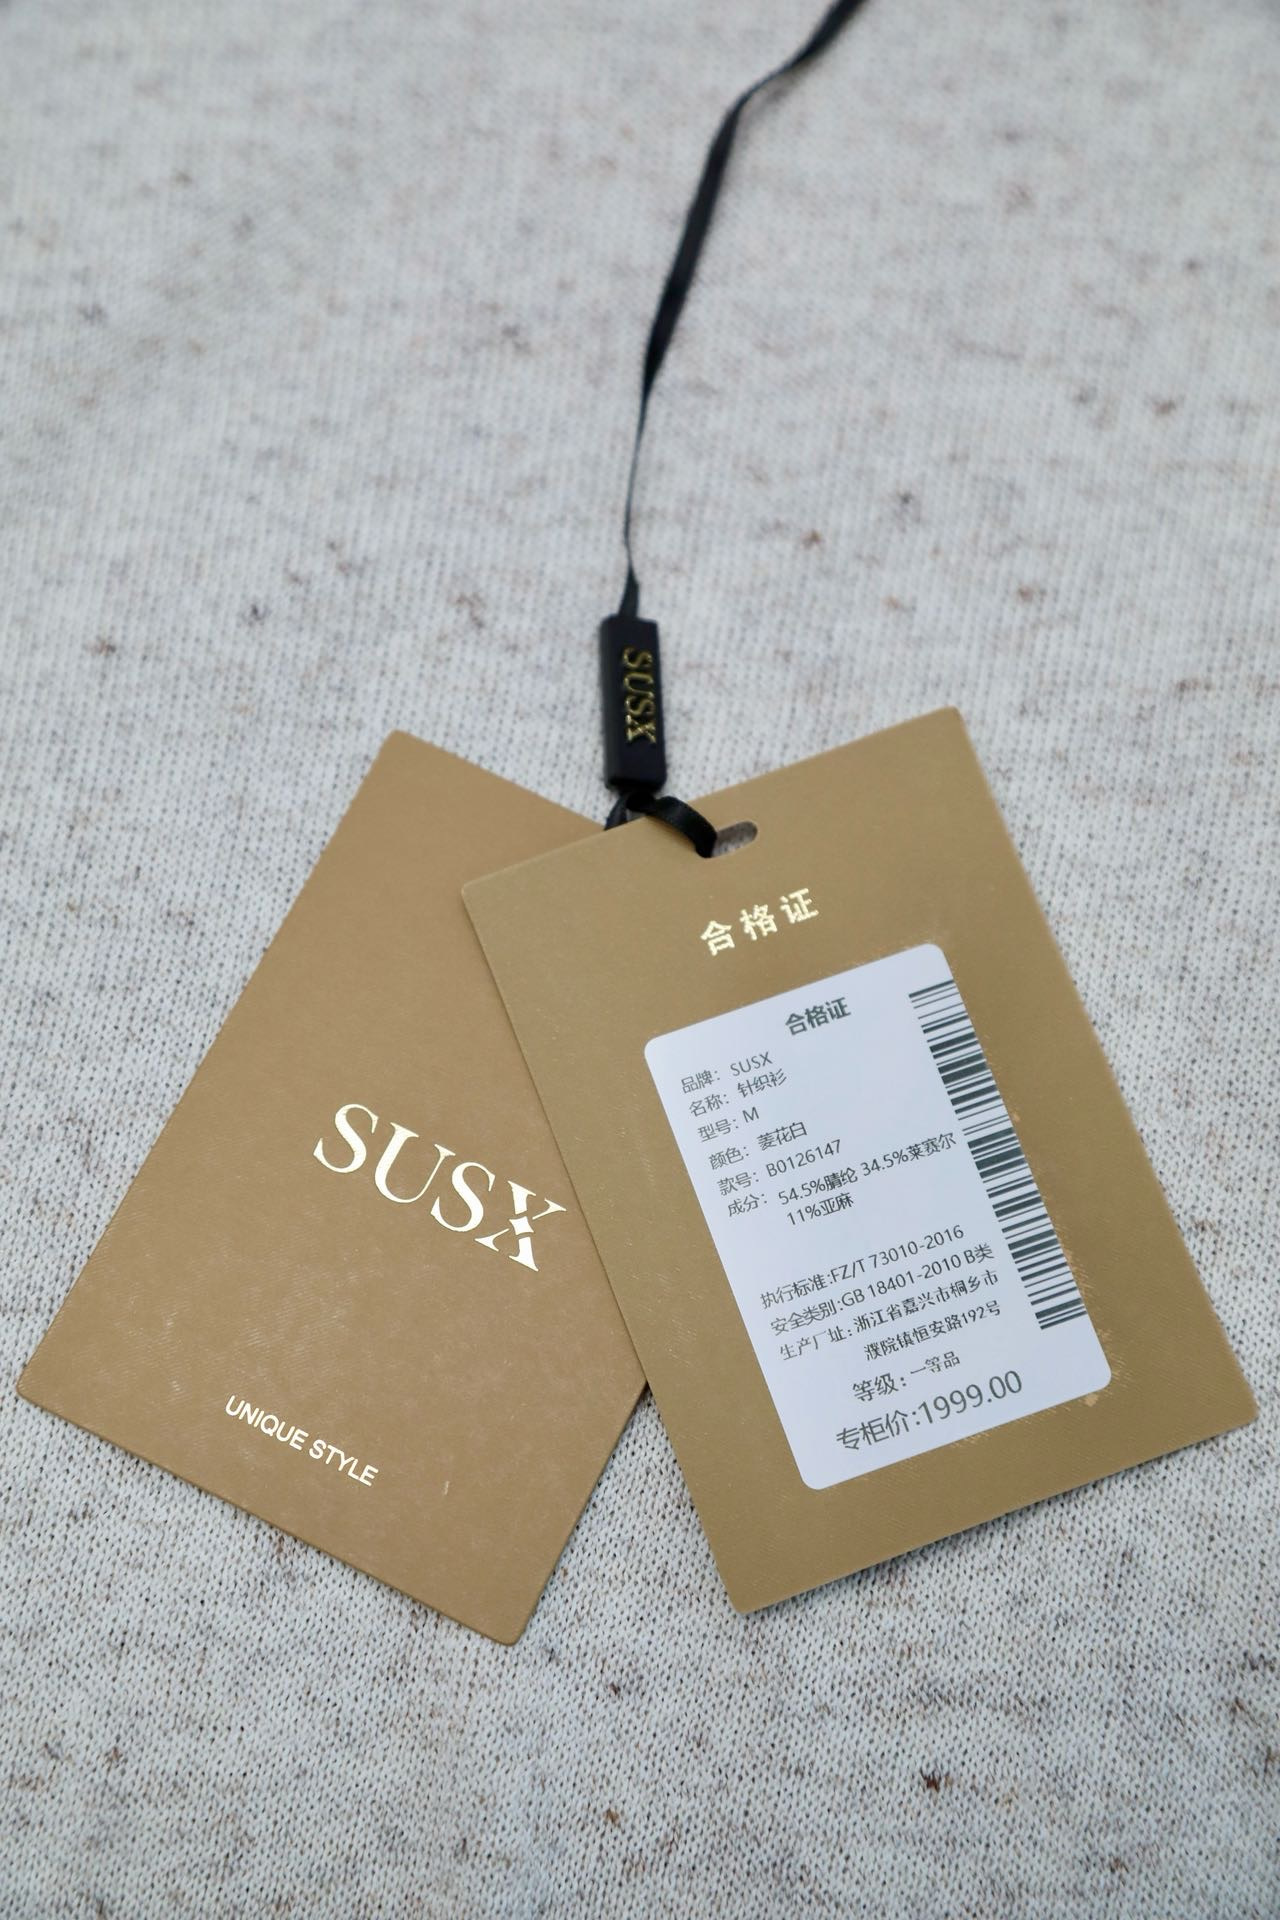 SUSX
SUSX
UNIQUE STYLE
合格证
合格证
品牌: SUSX
名称: 针织衫
型号: M
颜色: 菱花白
款号: B0126147
成分: 54.5%腈纶 34.5%莱赛尔
11%亚麻
执行标准:FZ/T 73010-2016
安全类别:GB 18401-2010 B类
生产厂址: 浙江省嘉兴市桐乡市
濮院镇恒安路192号
等级: 一等品
专柜价:1999.00